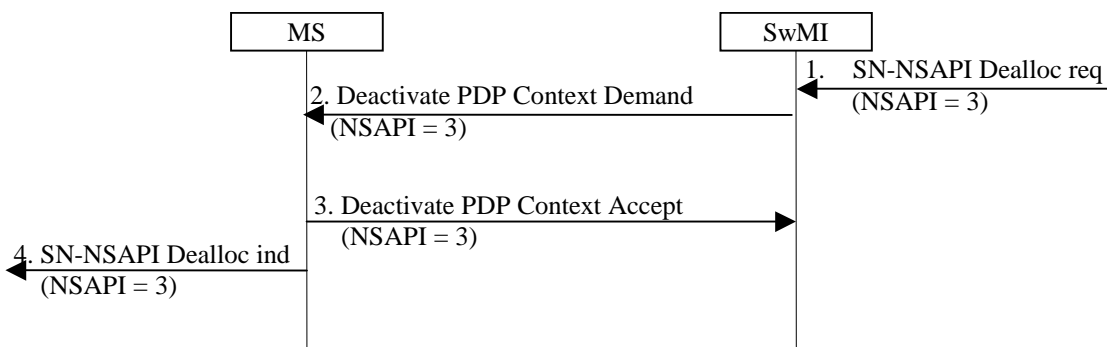 MS
SwMI
1. SN-NSAPI Dealloc req
(NSAPI = 3)
2. Deactivate PDP Context Demand
(NSAPI = 3)
3. Deactivate PDP Context Accept
(NSAPI = 3)
4. SN-NSAPI Dealloc ind
(NSAPI = 3)